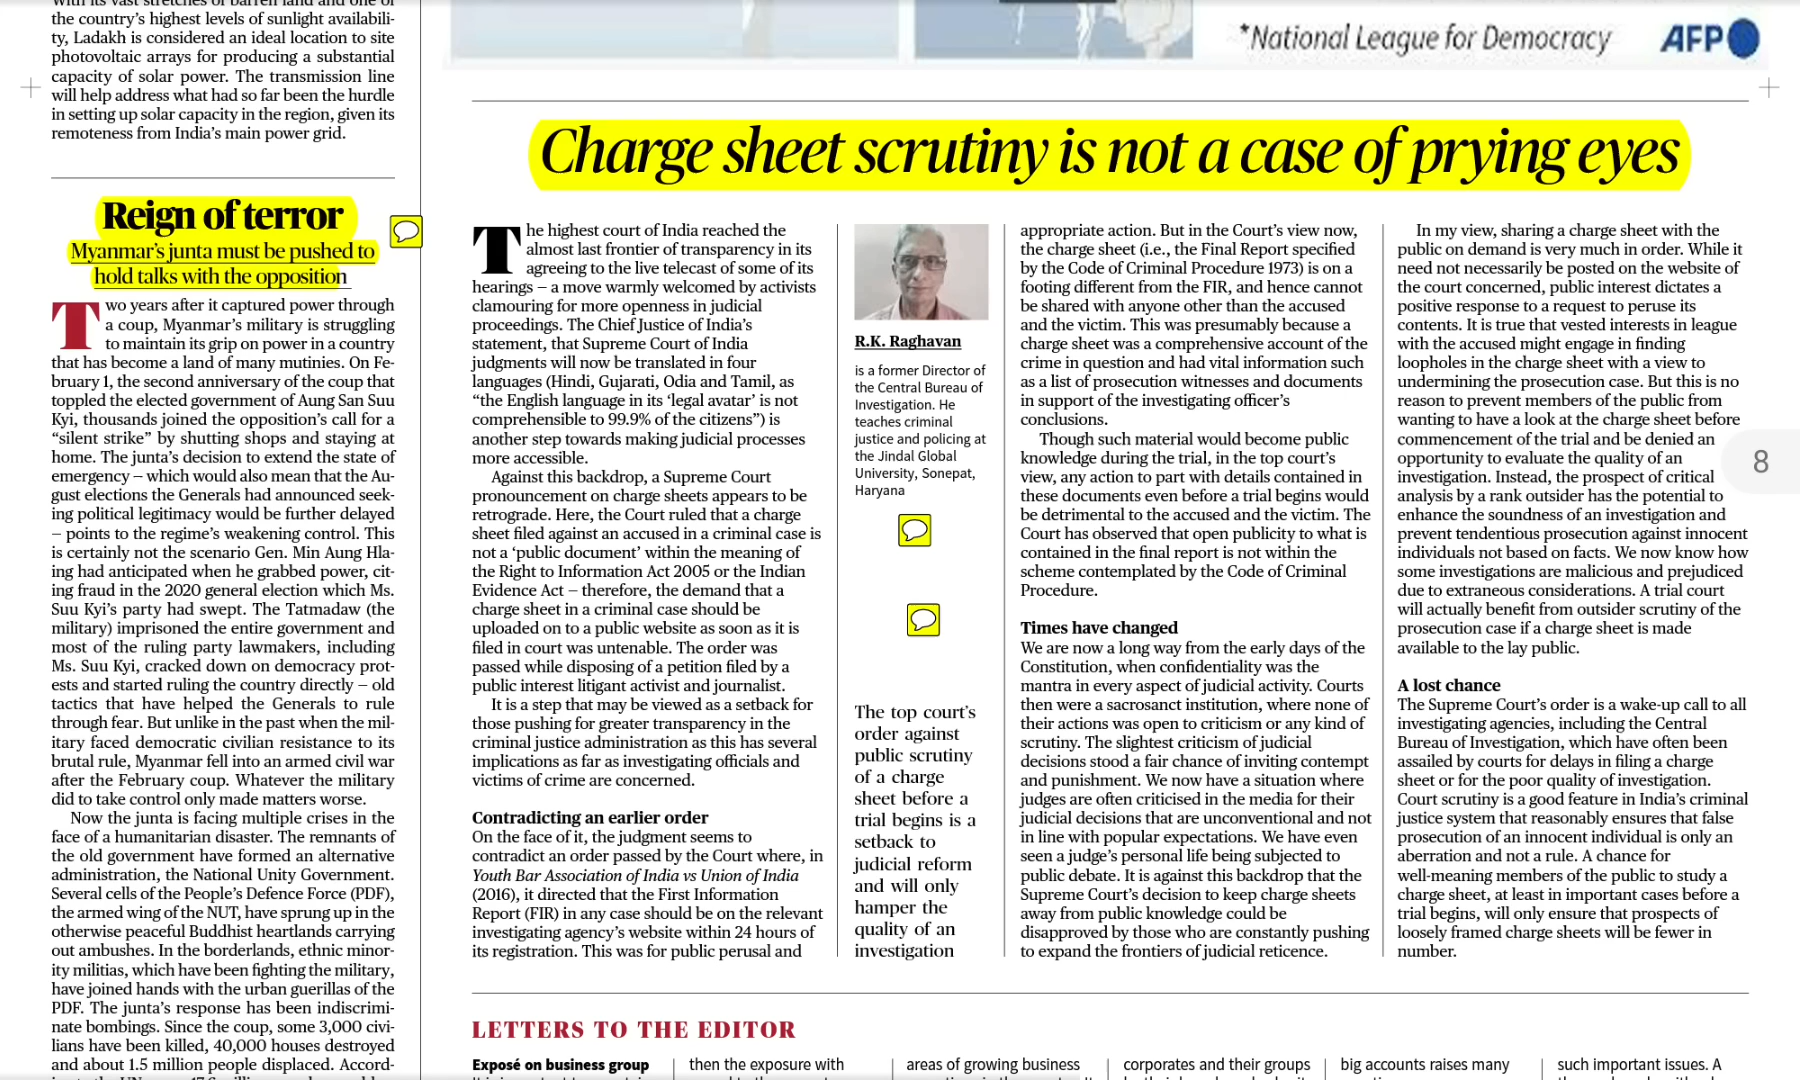 with its vast stretches of barren land and one of
the country's highest levels of sunlight availabili-
ty, Ladakh is considered an ideal location to site
photovoltaic arrays for producing a substantial
capacity of solar power. The transmission line
will help address what had so far been the hurdle
in setting up solar capacity in the region, given its
remoteness from India's main power grid.
Reign of terror
Myanmar's junta must be pushed to
hold talks with the opposition
Two years after it captured power through
a coup, Myanmar's military is struggling
to maintain its grip on power in a country
that has become a land of many mutinies. On Fe-
bruary 1, the second anniversary of the coup that
toppled the elected government of Aung San Suu
Kyi, thousands joined the opposition's call for a
“silent strike” by shutting shops and staying at
home. The junta's decision to extend the state of
emergency – which would also mean that the Au-
gust elections the Generals had announced seek-
ing political legitimacy would be further delayed
– points to the regime's weakening control. This
is certainly not the scenario Gen. Min Aung Hla-
ing had anticipated when he grabbed power, cit-
ing fraud in the 2020 general election which Ms.
Suu Kyi's party had swept. The Tatmadaw (the
military) imprisoned the entire government and
most of the ruling party lawmakers, including
Ms. Suu Kyi, cracked down on democracy prot-
ests and started ruling the country directly – old
tactics that have helped the Generals to rule
through fear. But unlike in the past when the mil-
itary faced democratic civilian resistance to its
brutal rule, Myanmar fell into an armed civil war
after the February coup. Whatever the military
did to take control only made matters worse.
Now the junta is facing multiple crises in the
face of a humanitarian disaster. The remnants of
the old government have formed an alternative
administration, the National Unity Government.
Several cells of the People's Defence Force (PDF),
the armed wing of the NUT, have sprung up in the
otherwise peaceful Buddhist heartlands carrying
out ambushes. In the borderlands, ethnic minor-
ity militias, which have been fighting the military,
have joined hands with the urban guerillas of the
PDF. The junta's response has been indiscrimi-
nate bombings. Since the coup, some 3,000 civi-
lians have been killed, 40,000 houses destroyed
and about 1.5 million people displaced. Accord-
*National League for Democracy
AFP
Charge sheet scrutiny is not a case of prying eyes
The highest court of India reached the
almost last frontier of transparency in its
agreeing to the live telecast of some of its
hearings – a move warmly welcomed by activists
clamouring for more openness in judicial
proceedings. The Chief Justice of India's
statement, that Supreme Court of India
judgments will now be translated in four
languages (Hindi, Gujarati, Odia and Tamil, as
“the English language in its ‘legal avatar’ is not
comprehensible to 99.9% of the citizens”) is
another step towards making judicial processes
more accessible.
Against this backdrop, a Supreme Court
pronouncement on charge sheets appears to be
retrograde. Here, the Court ruled that a charge
sheet filed against an accused in a criminal case is
not a ‘public document’ within the meaning of
the Right to Information Act 2005 or the Indian
Evidence Act – therefore, the demand that a
charge sheet in a criminal case should be
uploaded on to a public website as soon as it is
filed in court was untenable. The order was
passed while disposing of a petition filed by a
public interest litigant activist and journalist.
It is a step that may be viewed as a setback for
those pushing for greater transparency in the
criminal justice administration as this has several
implications as far as investigating officials and
victims of crime are concerned.
Contradicting an earlier order
On the face of it, the judgment seems to
contradict an order passed by the Court where, in
Youth Bar Association of India vs Union of India
(2016), it directed that the First Information
Report (FIR) in any case should be on the relevant
investigating agency's website within 24 hours of
its registration. This was for public perusal and
R.K. Raghavan
is a former Director of
the Central Bureau of
Investigation. He
teaches criminal
justice and policing at
the Jindal Global
University, Sonepat,
Haryana
The top court's
order against
public scrutiny
of a charge
sheet before a
trial begins is a
setback to
judicial reform
and will only
hamper the
quality of an
investigation
appropriate action. But in the Court's view now,
the charge sheet (i.e., the Final Report specified
by the Code of Criminal Procedure 1973) is on a
footing different from the FIR, and hence cannot
be shared with anyone other than the accused
and the victim. This was presumably because a
charge sheet was a comprehensive account of the
crime in question and had vital information such
as a list of prosecution witnesses and documents
in support of the investigating officer's
conclusions.
Though such material would become public
knowledge during the trial, in the top court's
view, any action to part with details contained in
these documents even before a trial begins would
be detrimental to the accused and the victim. The
Court has observed that open publicity to what is
contained in the final report is not within the
scheme contemplated by the Code of Criminal
Procedure.
Times have changed
We are now a long way from the early days of the
Constitution, when confidentiality was the
mantra in every aspect of judicial activity. Courts
then were a sacrosanct institution, where none of
their actions was open to criticism or any kind of
scrutiny. The slightest criticism of judicial
decisions stood a fair chance of inviting contempt
and punishment. We now have a situation where
judges are often criticised in the media for their
judicial decisions that are unconventional and not
in line with popular expectations. We have even
seen a judge's personal life being subjected to
public debate. It is against this backdrop that the
Supreme Court's decision to keep charge sheets
away from public knowledge could be
disapproved by those who are constantly pushing
to expand the frontiers of judicial reticence.
In my view, sharing a charge sheet with the
public on demand is very much in order. While it
need not necessarily be posted on the website of
the court concerned, public interest dictates a
positive response to a request to peruse its
contents. It is true that vested interests in league
with the accused might engage in finding
loopholes in the charge sheet with a view to
undermining the prosecution case. But this is no
reason to prevent members of the public from
wanting to have a look at the charge sheet before
commencement of the trial and be denied an
opportunity to evaluate the quality of an
investigation. Instead, the prospect of critical
analysis by a rank outsider has the potential to
enhance the soundness of an investigation and
prevent tendentious prosecution against innocent
individuals not based on facts. We now know how
some investigations are malicious and prejudiced
due to extraneous considerations. A trial court
will actually benefit from outsider scrutiny of the
prosecution case if a charge sheet is made
available to the lay public.
A lost chance
The Supreme Court's order is a wake-up call to all
investigating agencies, including the Central
Bureau of Investigation, which have often been
assailed by courts for delays in filing a charge
sheet or for the poor quality of investigation.
Court scrutiny is a good feature in India's criminal
justice system that reasonably ensures that false
prosecution of an innocent individual is only an
aberration and not a rule. A chance for
well-meaning members of the public to study a
charge sheet, at least in important cases before a
trial begins, will only ensure that prospects of
loosely framed charge sheets will be fewer in
number.
8
LETTERS TO THE EDITOR
Exposé on business group
then the exposure with
areas of growing business
corporates and their groups
big accounts raises many
such important issues. A